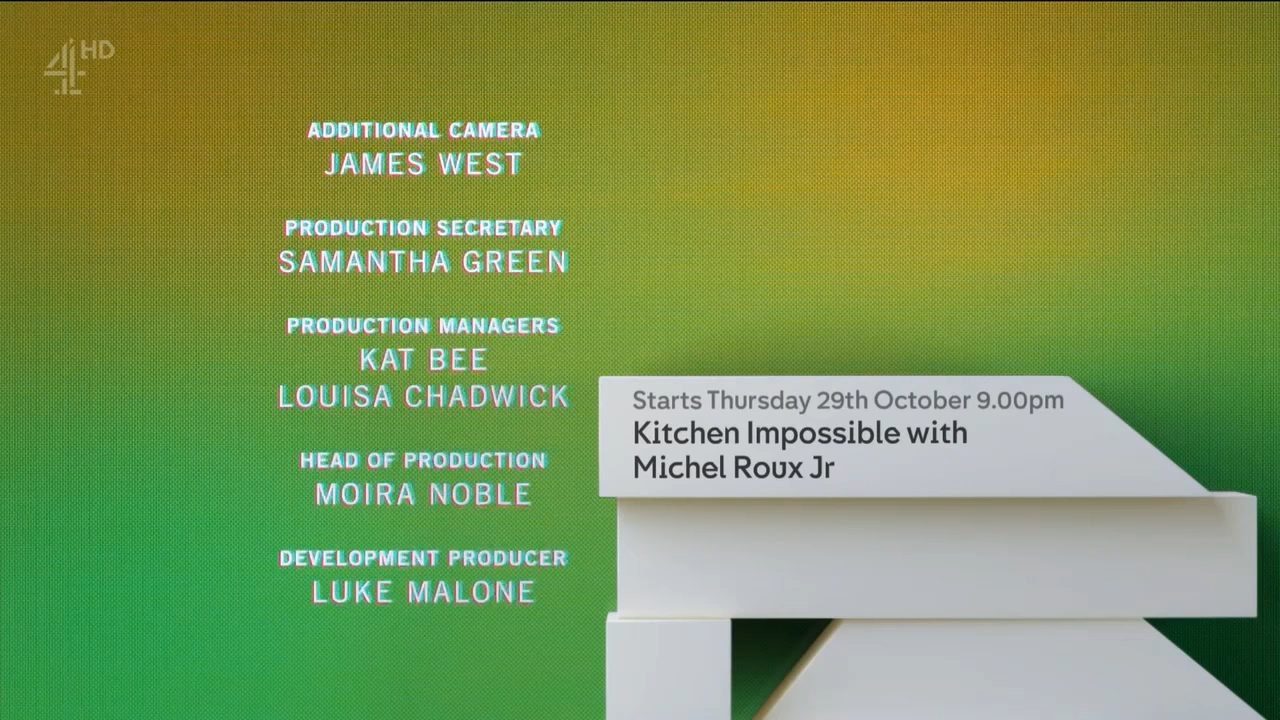 4HD
ADDITIONAL CAMERA
JAMES WEST
PRODUCTION SECRETARY
SAMANTHA GREEN
PRODUCTION MANAGERS
KAT BEE
LOUISA CHADWICK
HEAD OF PRODUCTION
MOIRA NOBLE
DEVELOPMENT PRODUCER
LUKE MALONE
Starts Thursday 29th October 9.00pm
Kitchen Impossible with
Michel Roux Jr